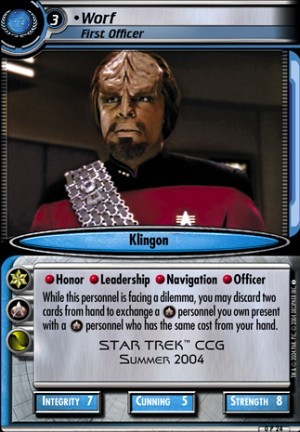 3
•Worf
First Officer
Klingon
Honor Leadership Navigation Officer
While this personnel is facing a dilemma, you may discard two
cards from hand to exchange a personnel you own present
with a personnel who has the same cost from your hand.
STAR TREK™ CCG
SUMMER 2004
INTEGRITY 7 CUNNING 5 STRENGTH 8